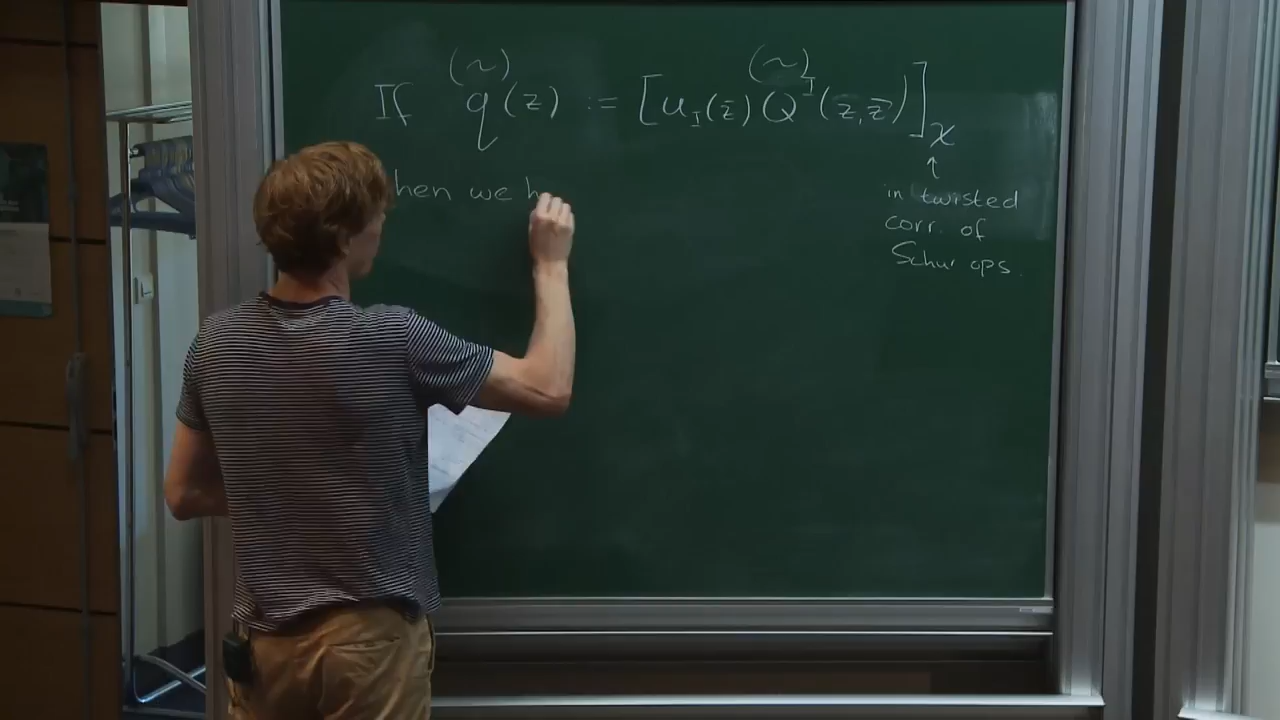 If (~)q(z) := [u_I(z̄) (~)Q^I(z,z̄)]_χ
↑
in twisted
corr. of
Schur ops.
hen we h